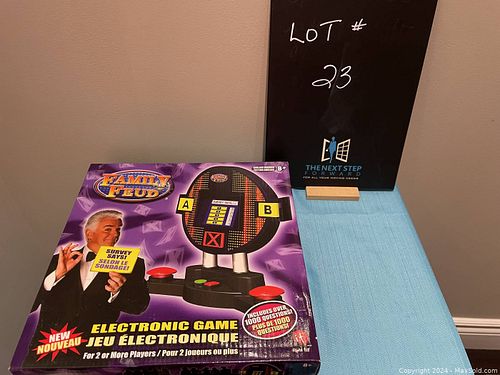 LOT #
23
THE NEXT STEP
FORWARD
FAMILY
FEUD
8+
A
B
SURVEY
SAYS!
SELON LE
SONDAGE!
INCLUDES OVER
1000 QUESTIONS!
PLUS DE 1000
QUESTIONS!
NEW
NOUVEAU
ELECTRONIC GAME
JEU ÉLECTRONIQUE
For 2 or More Players / Pour 2 joueurs ou plus
Copyright 2024 - MaxSold.com